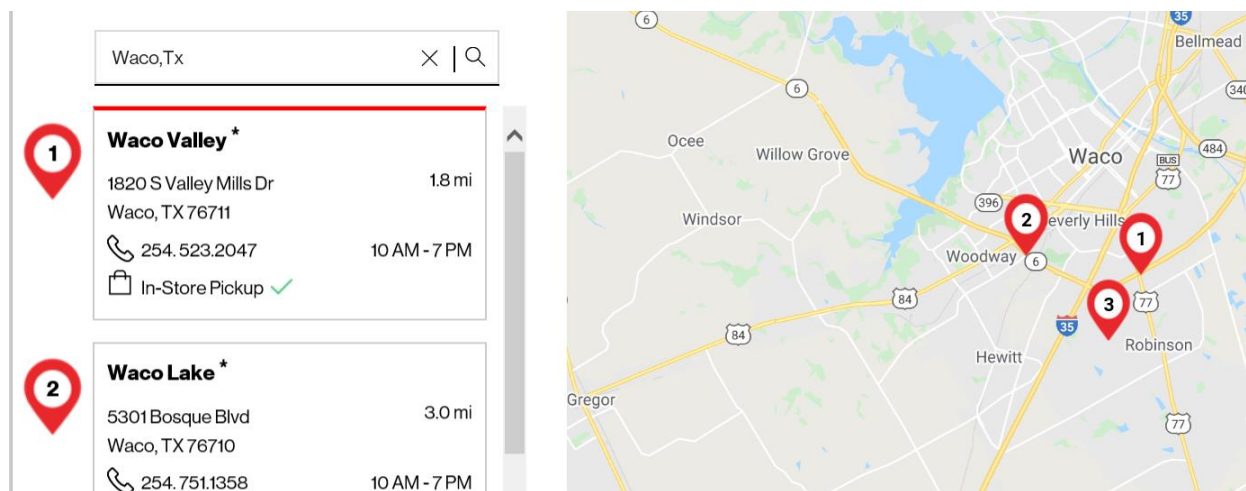 Waco,Tx
1
Waco Valley *
1820 S Valley Mills Dr 1.8 mi
Waco, TX 76711
254.523.2047 10 AM - 7 PM
In-Store Pickup
2
Waco Lake *
5301 Bosque Blvd 3.0 mi
Waco, TX 76710
254.751.1358 10 AM - 7 PM
6
35
Bellmead
6
340
Ocee
Willow Grove
Waco
BUS
484
77
396
Windsor
2
everly Hills
1
Woodway
6
84
3
77
84
35
Robinson
Hewitt
Gregor
77